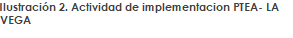 Ilustración 2. Actividad de implementacion PTEA- LA
VEGA